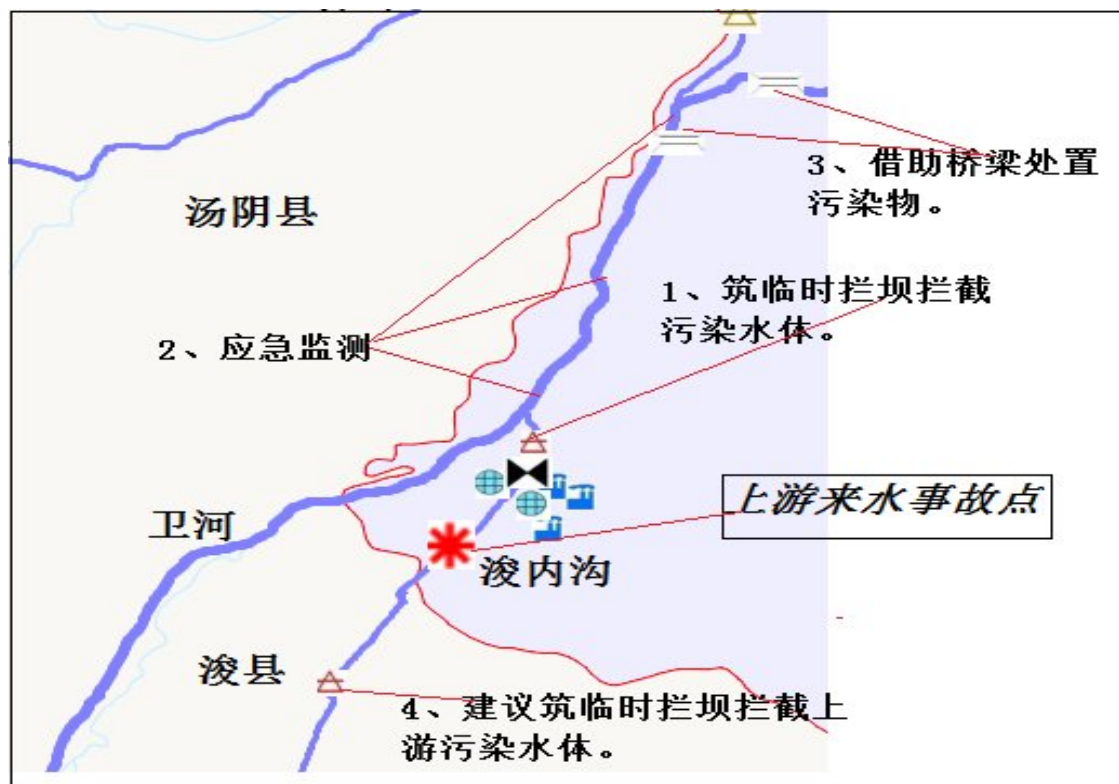 汤阴县
3、借助桥梁处置
污染物。
1、筑临时拦坝拦截
污染水体。
2、应急监测
上游来水事故点
卫河
浚内沟
浚县
4、建议筑临时拦坝拦截上
游污染水体。